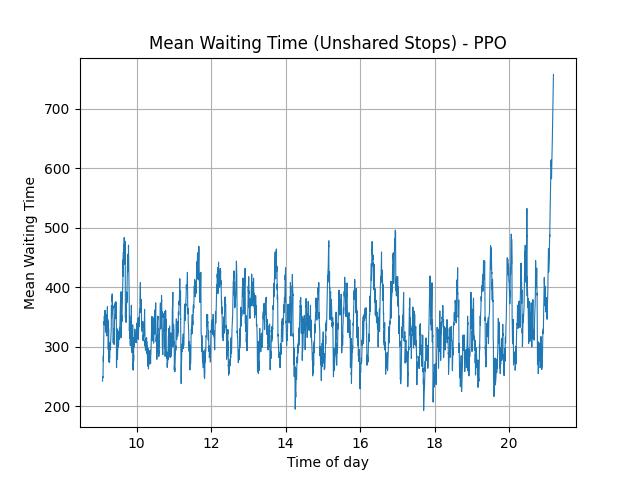 Mean Waiting Time (Unshared Stops) - PPO
Mean Waiting Time
700
600
500
400
300
200
10 12 14 16 18 20
Time of day